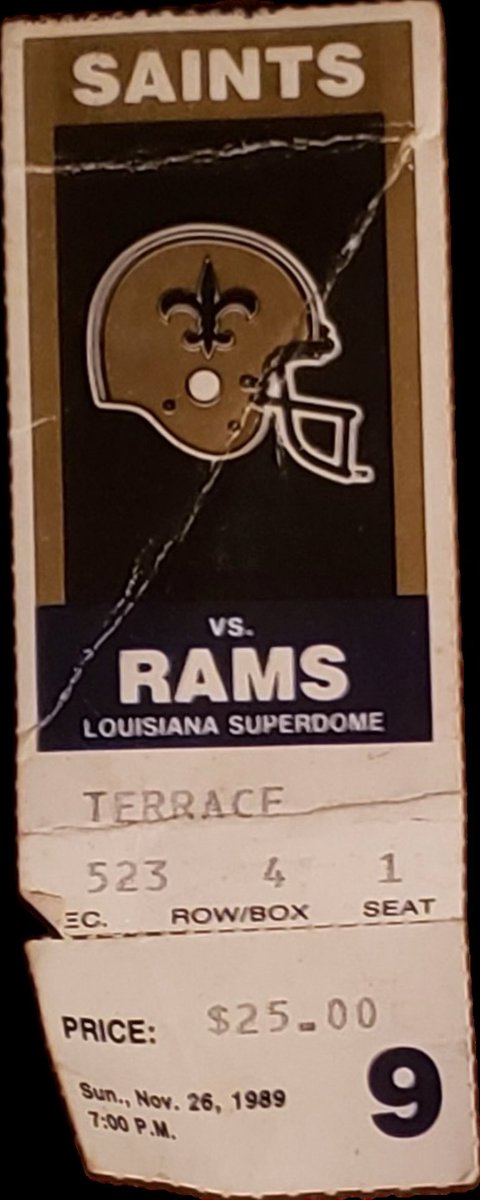 SAINTS
VS.
RAMS
LOUISIANA SUPERDOME
TERRACE
523 4 1
EC. ROW/BOX SEAT
PRICE: $25.00
Sun., Nov. 26, 1989
7:00 P.M.
9